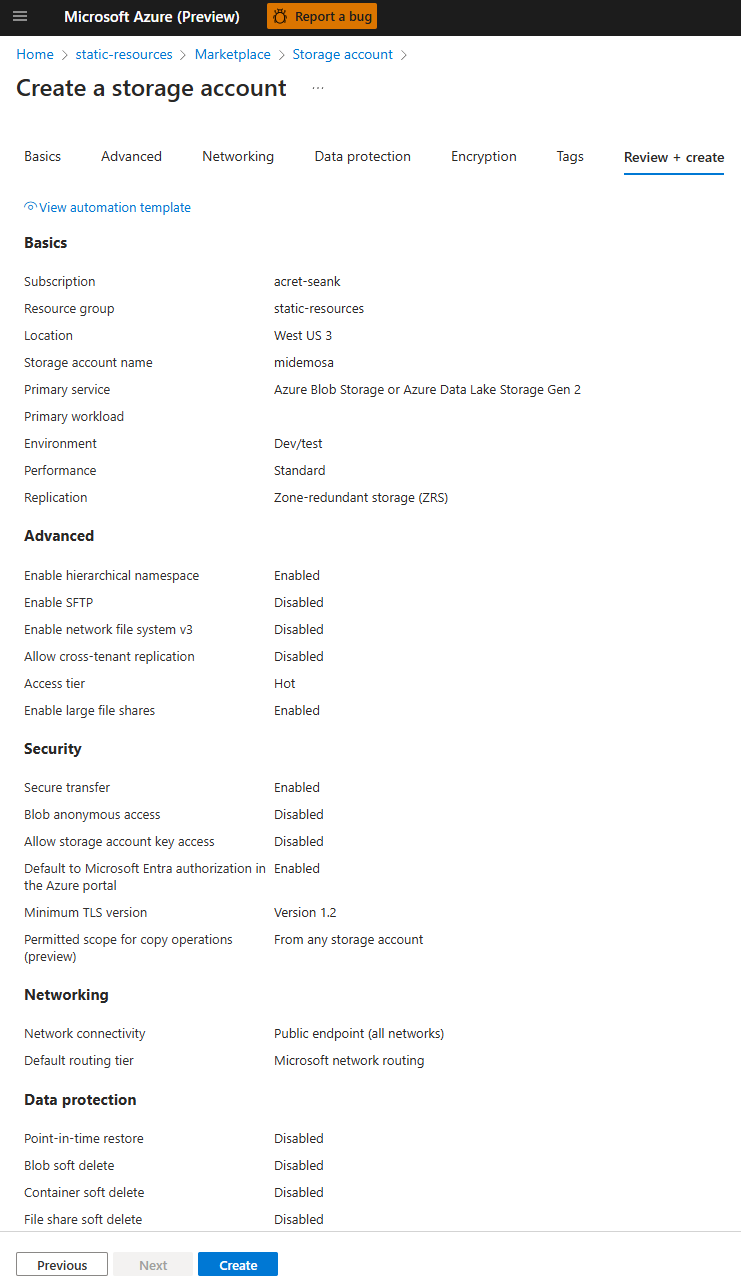 Microsoft Azure (Preview) Report a bug
Home > static-resources > Marketplace > Storage account >
Create a storage account ...
Basics Advanced Networking Data protection Encryption Tags Review + create
View automation template
Basics
Subscription acret-seank
Resource group static-resources
Location West US 3
Storage account name midemosa
Primary service Azure Blob Storage or Azure Data Lake Storage Gen 2
Primary workload
Environment Dev/test
Performance Standard
Replication Zone-redundant storage (ZRS)
Advanced
Enable hierarchical namespace Enabled
Enable SFTP Disabled
Enable network file system v3 Disabled
Allow cross-tenant replication Disabled
Access tier Hot
Enable large file shares Enabled
Security
Secure transfer Enabled
Blob anonymous access Disabled
Allow storage account key access Disabled
Default to Microsoft Entra authorization in Enabled
the Azure portal
Minimum TLS version Version 1.2
Permitted scope for copy operations From any storage account
(preview)
Networking
Network connectivity Public endpoint (all networks)
Default routing tier Microsoft network routing
Data protection
Point-in-time restore Disabled
Blob soft delete Disabled
Container soft delete Disabled
File share soft delete Disabled
Previous Next Create